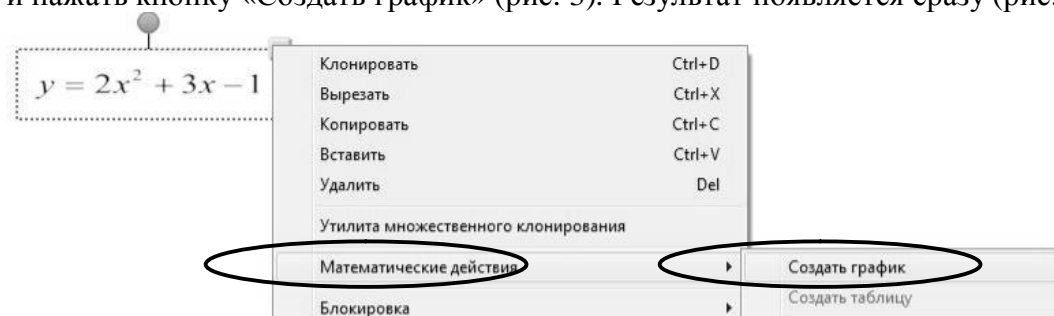 и нажать кнопку «Создать график» (рис. 3). Результат появляется сразу (рис.
y = 2x² + 3x − 1
Клонировать Ctrl+D
Вырезать Ctrl+X
Копировать Ctrl+C
Вставить Ctrl+V
Удалить Del
Утилита множественного клонирования
Математические действия
Создать график
Создать таблицу
Блокировка